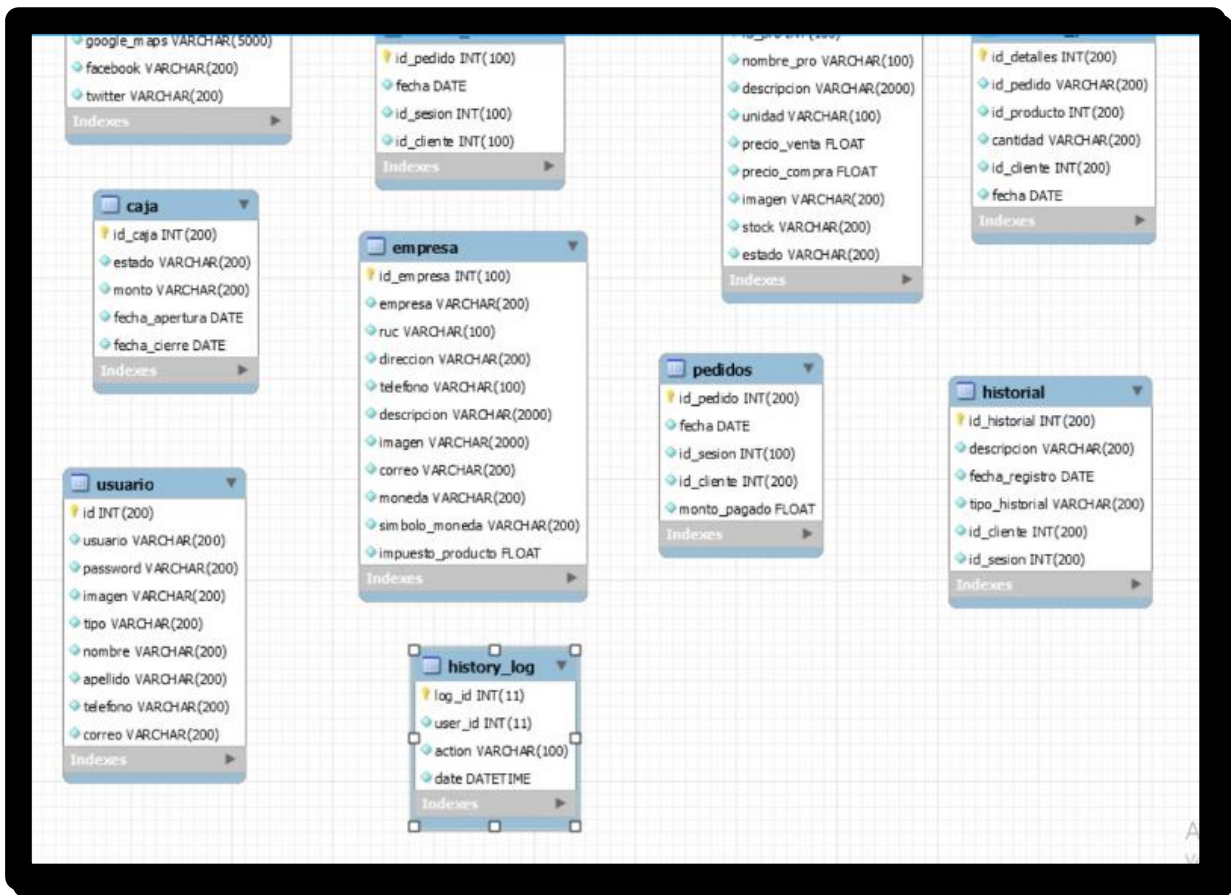 google_maps VARCHAR(5000)
facebook VARCHAR(200)
twitter VARCHAR(200)
Indexes
id_pedido INT(100)
fecha DATE
id_sesion INT(100)
id_cliente INT(100)
Indexes
nombre_pro VARCHAR(100)
descripcion VARCHAR(2000)
unidad VARCHAR(100)
precio_venta FLOAT
precio_compra FLOAT
imagen VARCHAR(200)
stock VARCHAR(200)
estado VARCHAR(200)
Indexes
id_detalles INT(200)
id_pedido VARCHAR(200)
id_producto INT(200)
cantidad VARCHAR(200)
id_cliente INT(200)
fecha DATE
Indexes
caja
id_caja INT(200)
estado VARCHAR(200)
monto VARCHAR(200)
fecha_apertura DATE
fecha_cierre DATE
Indexes
empresa
id_empresa INT(100)
empresa VARCHAR(200)
ruc VARCHAR(100)
direccion VARCHAR(200)
telefono VARCHAR(100)
descripcion VARCHAR(2000)
imagen VARCHAR(2000)
correo VARCHAR(200)
moneda VARCHAR(200)
simbolo_moneda VARCHAR(200)
impuesto_producto FLOAT
Indexes
pedidos
id_pedido INT(200)
fecha DATE
id_sesion INT(100)
id_cliente INT(200)
monto_pagado FLOAT
Indexes
historial
id_historial INT(200)
descripcion VARCHAR(200)
fecha_registro DATE
tipo_historial VARCHAR(200)
id_cliente INT(200)
id_sesion INT(200)
Indexes
usuario
id INT(200)
usuario VARCHAR(200)
password VARCHAR(200)
imagen VARCHAR(200)
tipo VARCHAR(200)
nombre VARCHAR(200)
apellido VARCHAR(200)
telefono VARCHAR(200)
correo VARCHAR(200)
Indexes
history_log
log_id INT(11)
user_id INT(11)
action VARCHAR(100)
date DATETIME
Indexes